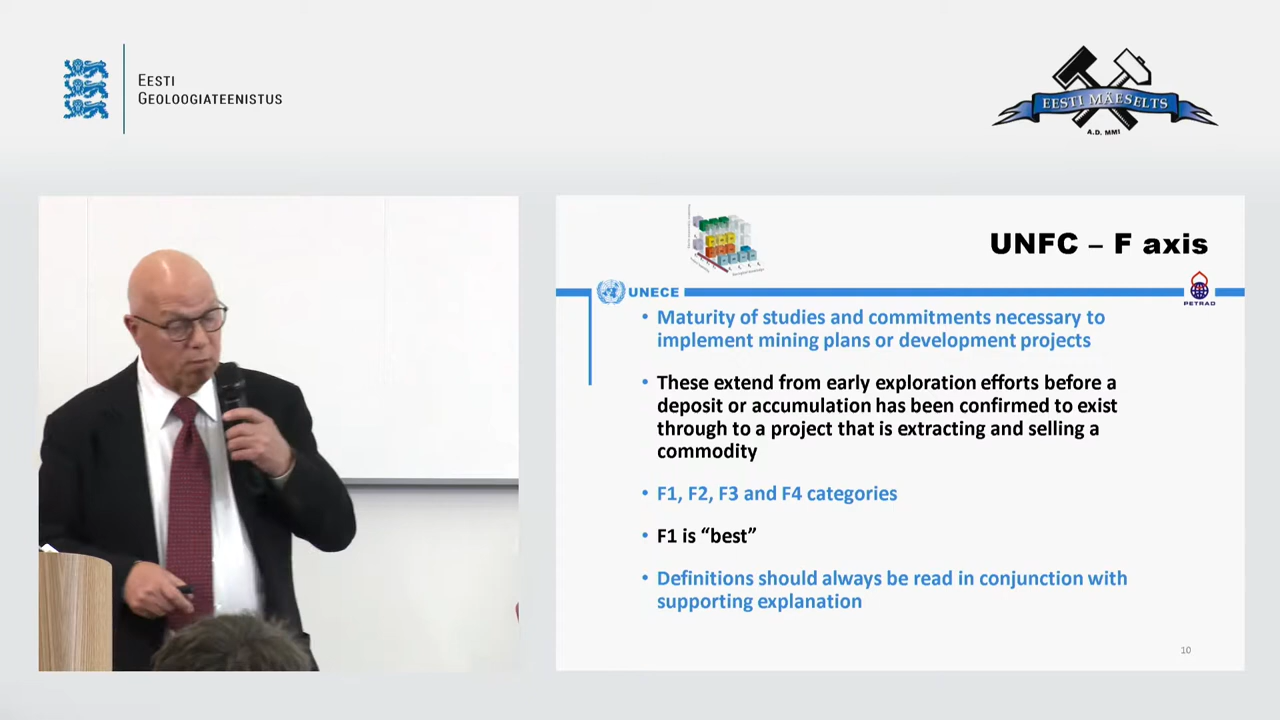 EESTI
GEOLOOGIATEENISTUS
EESTI MÄESELTS
A.D. MMI
UNFC – F axis
UNECE
PETRAD
• Maturity of studies and commitments necessary to
implement mining plans or development projects
• These extend from early exploration efforts before a
deposit or accumulation has been confirmed to exist
through to a project that is extracting and selling a
commodity
• F1, F2, F3 and F4 categories
• F1 is “best”
• Definitions should always be read in conjunction with
supporting explanation
10